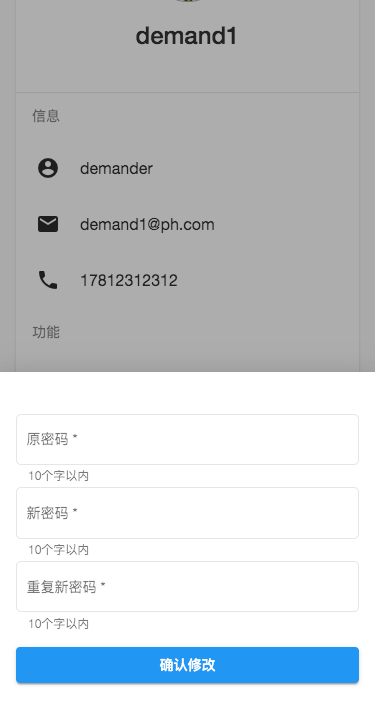 demand1
信息
demander
demand1@ph.com
17812312312
功能
原密码 *
10个字以内
新密码 *
10个字以内
重复新密码 *
10个字以内
确认修改